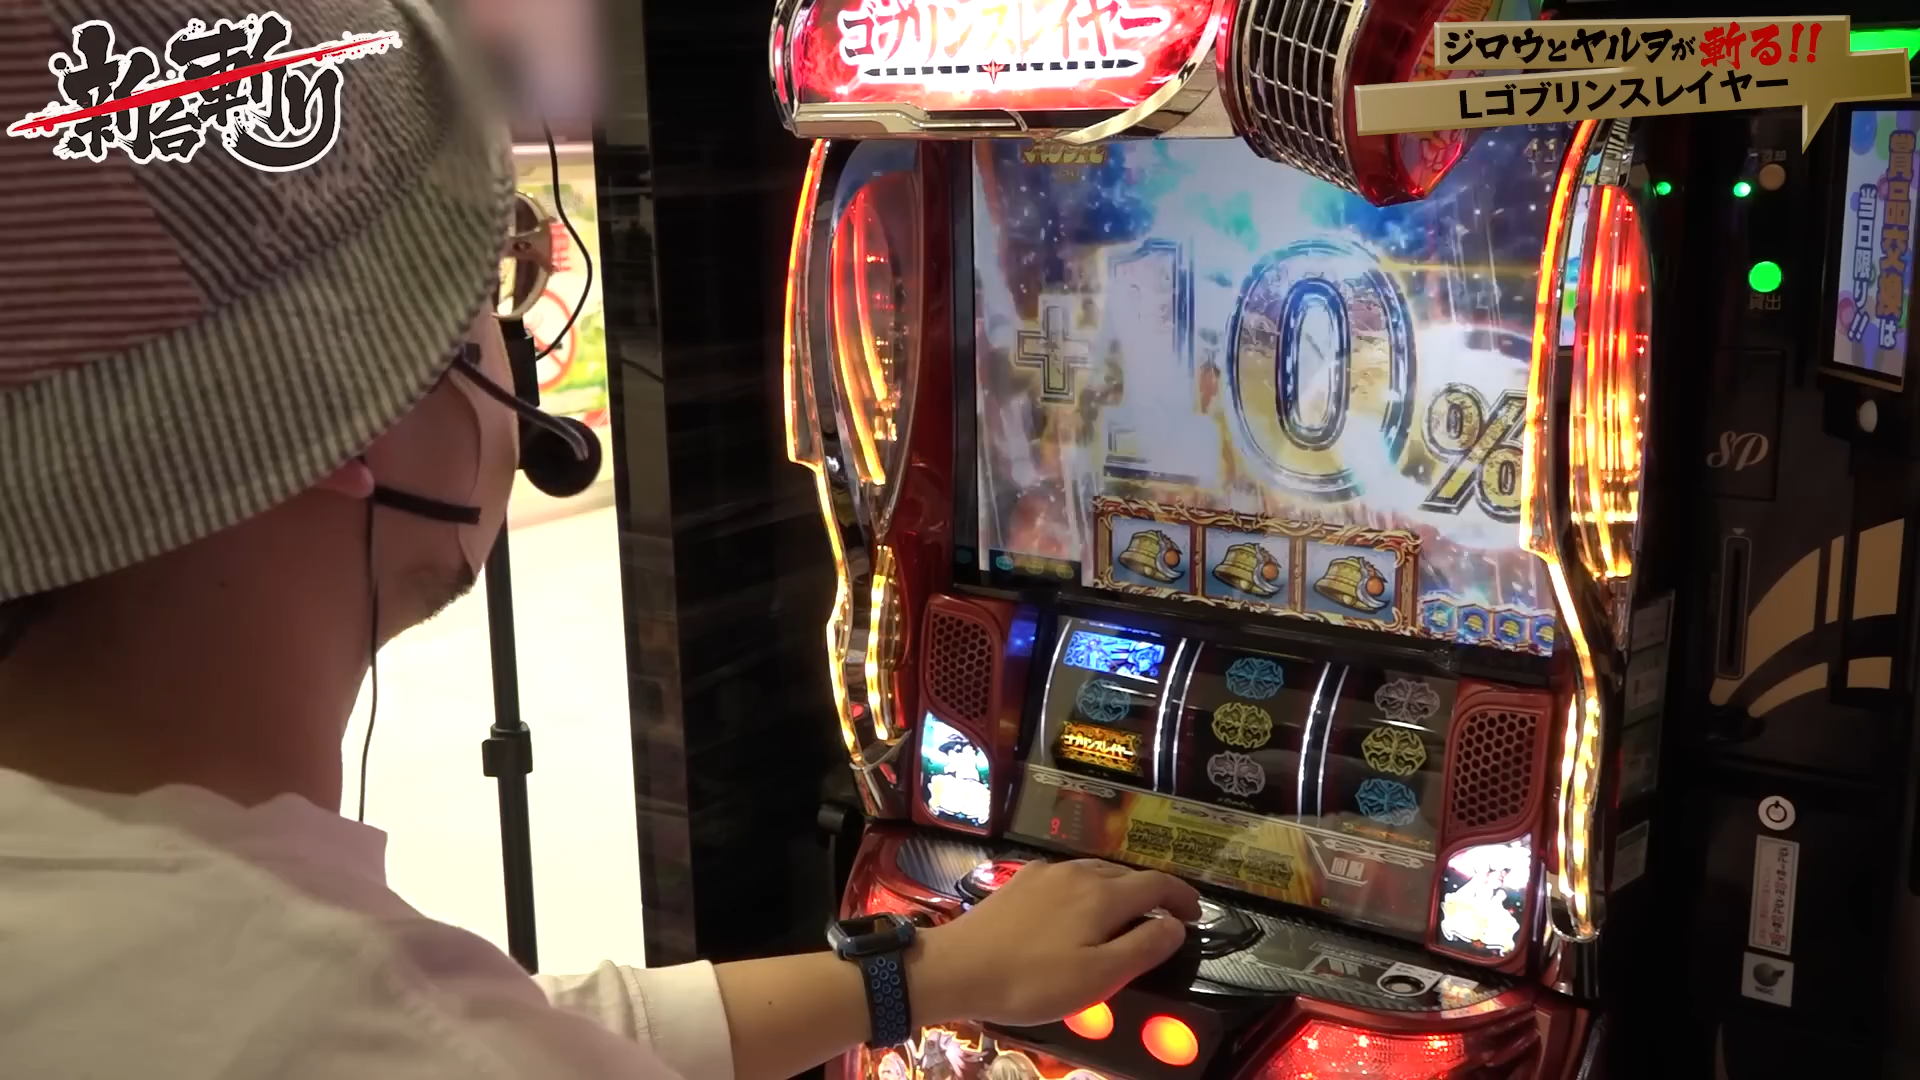 新台斬り
ゴブリンスレイヤー
ジロウとヤルヲが斬る!!
Lゴブリンスレイヤー
賞品交換は
当日限り!!
貸出
+10%
SP
ゴブリンスレイヤー